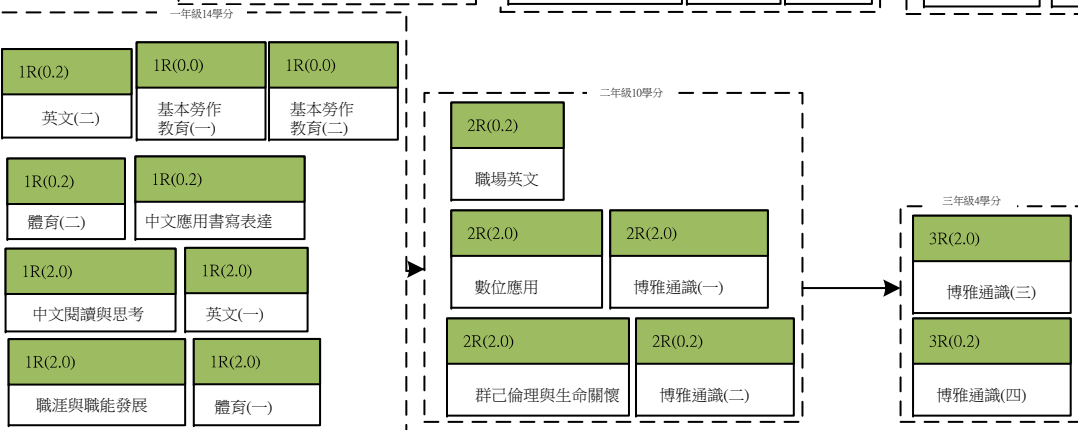 一年級14學分
1R(0.2)
英文(二)
1R(0.0)
基本勞作
教育(一)
1R(0.0)
基本勞作
教育(二)
1R(0.2)
體育(二)
1R(0.2)
中文應用書寫表達
1R(2.0)
中文閱讀與思考
1R(2.0)
英文(一)
1R(2.0)
職涯與職能發展
1R(2.0)
體育(一)
二年級10學分
2R(0.2)
職場英文
2R(2.0)
數位應用
2R(2.0)
博雅通識(一)
2R(2.0)
群己倫理與生命關懷
2R(0.2)
博雅通識(二)
三年級4學分
3R(2.0)
博雅通識(三)
3R(0.2)
博雅通識(四)